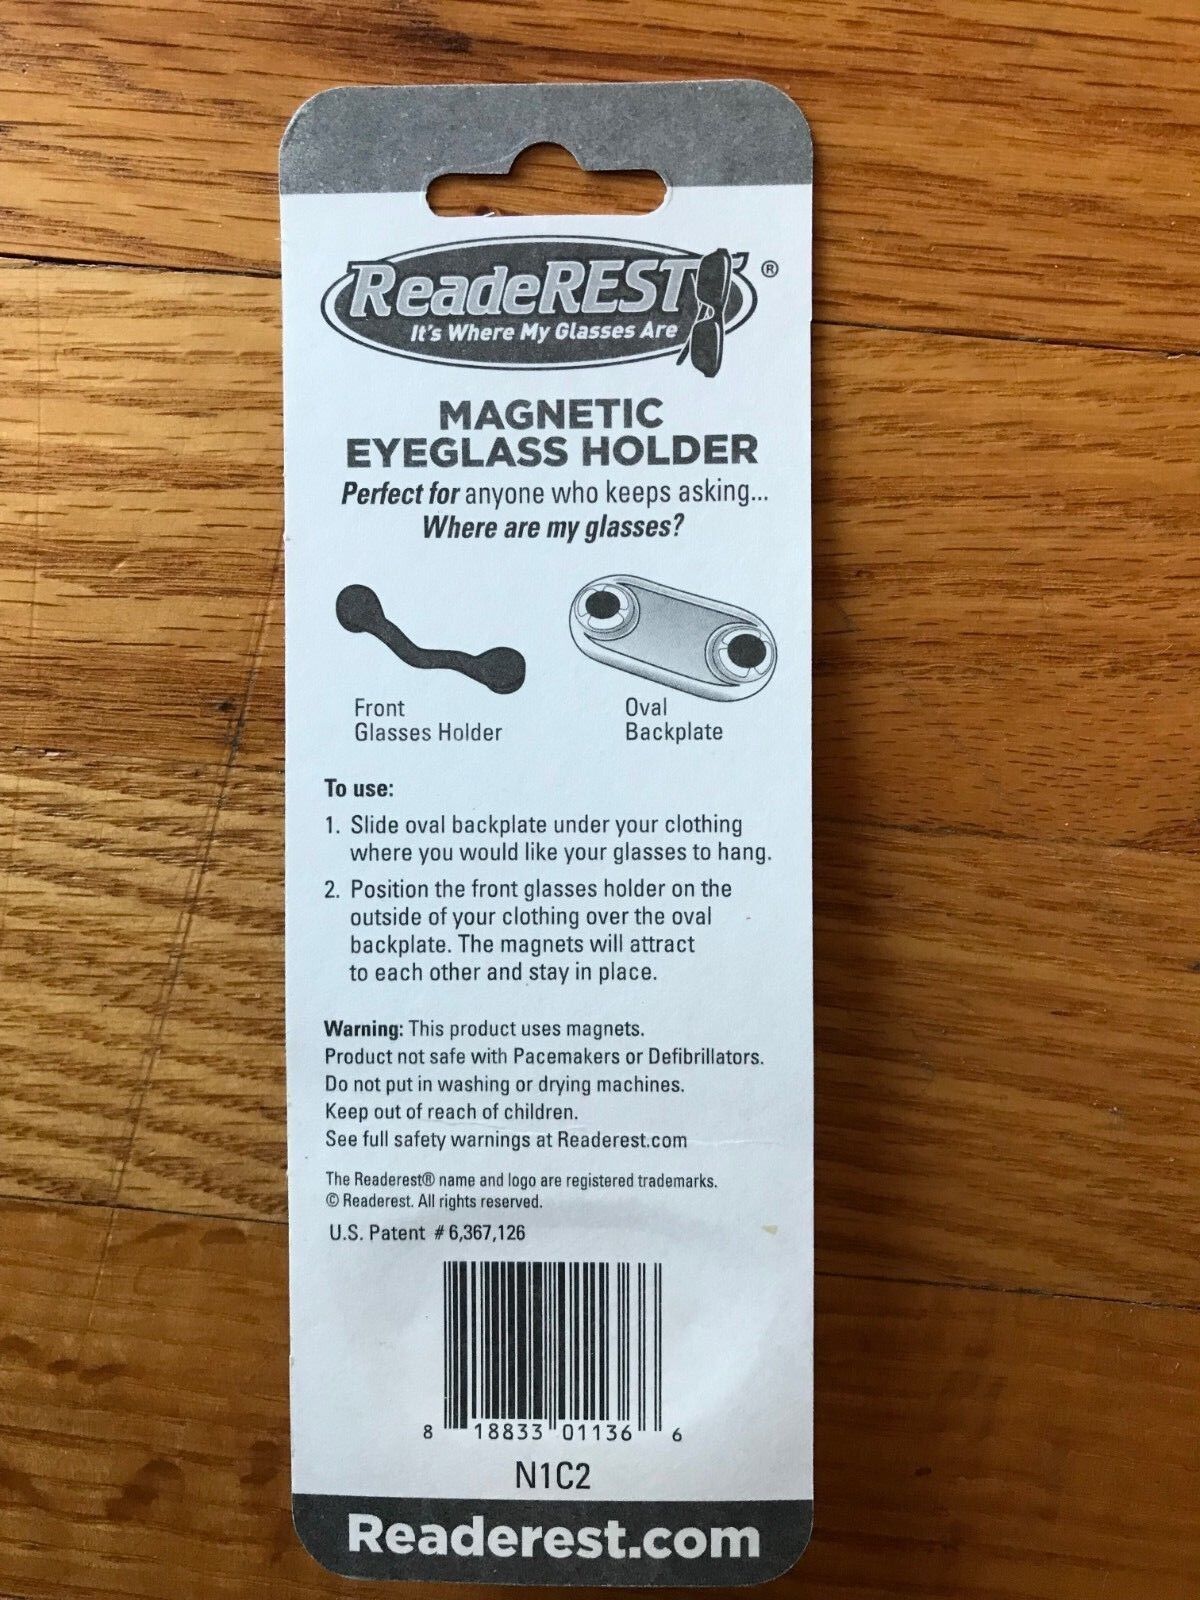 ReadeREST ®
It's Where My Glasses Are
MAGNETIC
EYEGLASS HOLDER
Perfect for anyone who keeps asking...
Where are my glasses?
Front
Glasses Holder
Oval
Backplate
To use:
1. Slide oval backplate under your clothing
where you would like your glasses to hang.
2. Position the front glasses holder on the
outside of your clothing over the oval
backplate. The magnets will attract
to each other and stay in place.
Warning: This product uses magnets.
Product not safe with Pacemakers or Defibrillators.
Do not put in washing or drying machines.
Keep out of reach of children.
See full safety warnings at Readerest.com
The Readerest® name and logo are registered trademarks.
© Readerest. All rights reserved.
U.S. Patent # 6,367,126
8 18833 01136 6
N1C2
Readerest.com